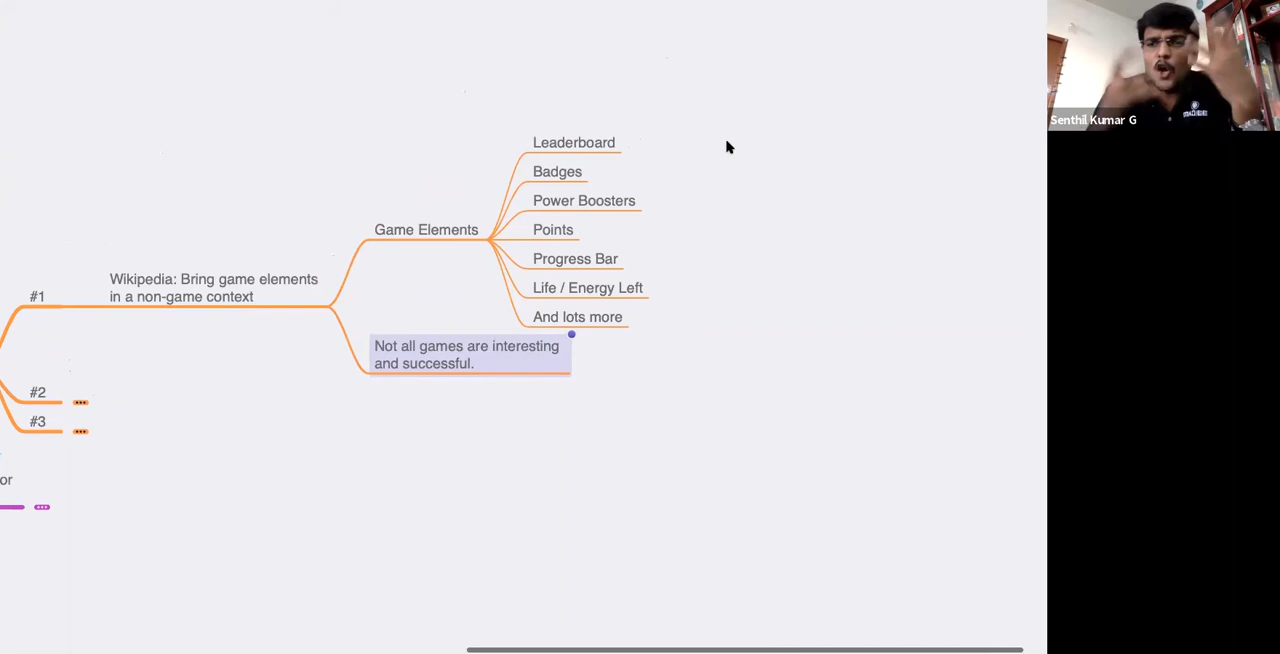 Senthil Kumar G
Leaderboard
Badges
Power Boosters
Game Elements
Points
Progress Bar
Wikipedia: Bring game elements
in a non-game context
Life / Energy Left
#1
And lots more
Not all games are interesting
and successful.
#2
#3
or